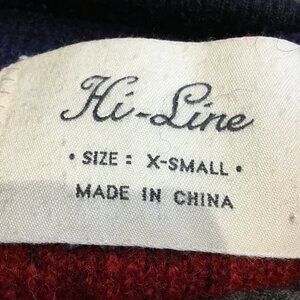 Hi-Line
• SIZE : X-SMALL •
MADE IN CHINA